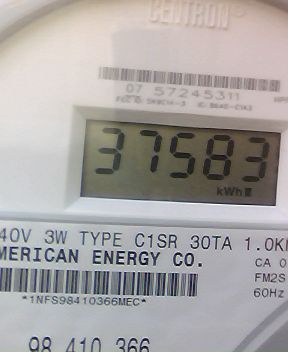 CENTRON®
07 57245311
37583
kWh
40V 3W TYPE C1SR 30TA 1.0K
MERICAN ENERGY CO.
CA 0
FM2S
*1NFS98410366MEC*
60Hz
98 410 366